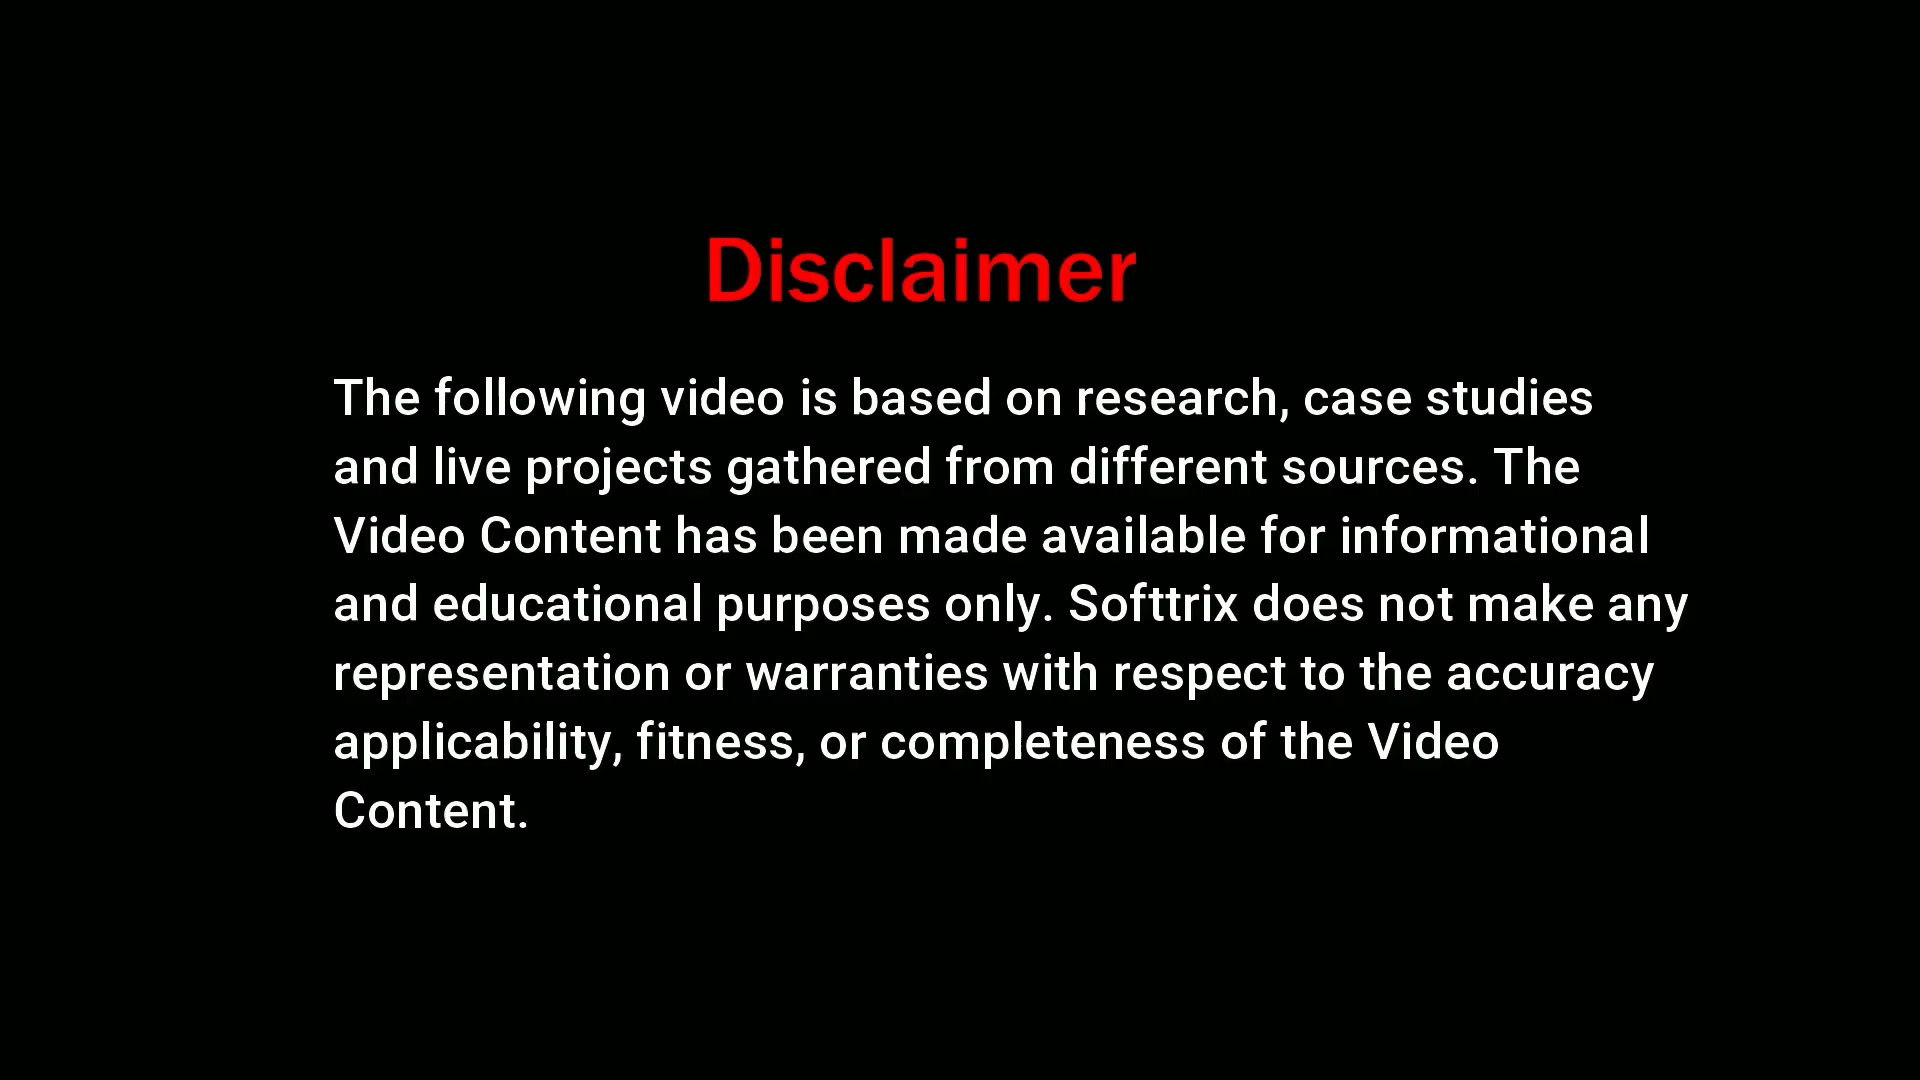 Disclaimer
The following video is based on research, case studies
and live projects gathered from different sources. The
Video Content has been made available for informational
and educational purposes only. Softtrix does not make any
representation or warranties with respect to the accuracy
applicability, fitness, or completeness of the Video
Content.